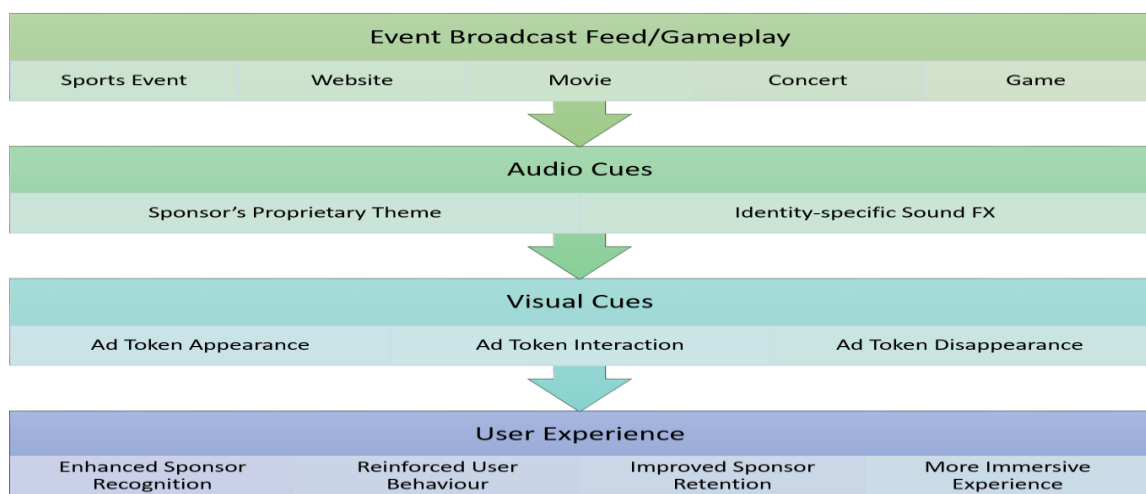 Event Broadcast Feed/Gameplay
Sports Event
Website
Movie
Concert
Game
Audio Cues
Sponsor’s Proprietary Theme
Identity-specific Sound FX
Visual Cues
Ad Token Appearance
Ad Token Interaction
Ad Token Disappearance
User Experience
Enhanced Sponsor
Recognition
Reinforced User
Behaviour
Improved Sponsor
Retention
More Immersive
Experience